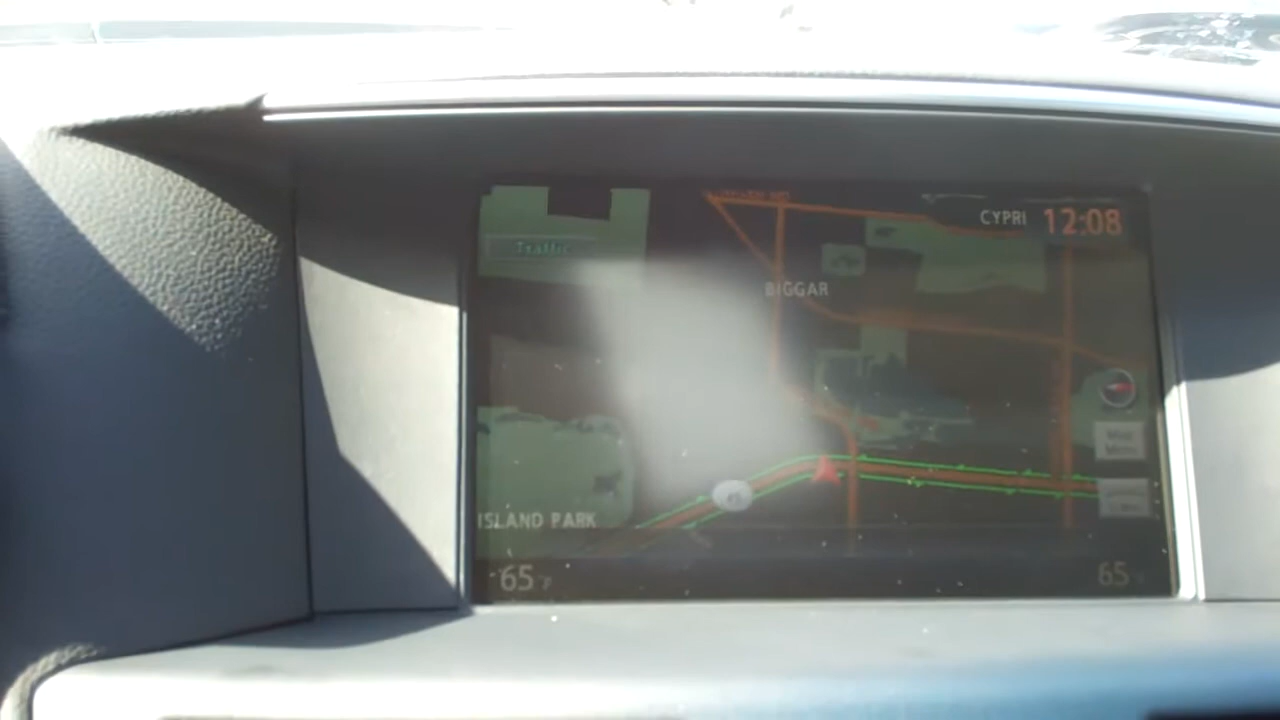 CYPRI 12:08
Traffic
BIGGAR
ISLAND PARK
65 °F
65